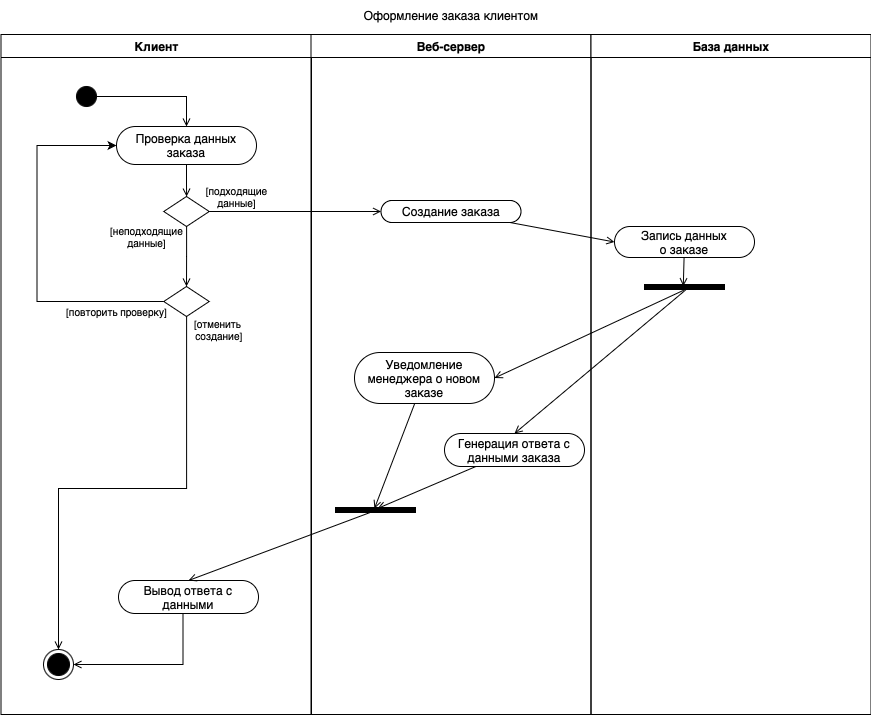 Оформление заказа клиентом
Клиент
Веб-сервер
База данных
Проверка данных
заказа
[подходящие
данные]
[неподходящие
данные]
Создание заказа
Запись данных
о заказе
[повторить проверку]
[отменить
создание]
Уведомление
менеджера о новом
заказе
Генерация ответа с
данными заказа
Вывод ответа с
данными